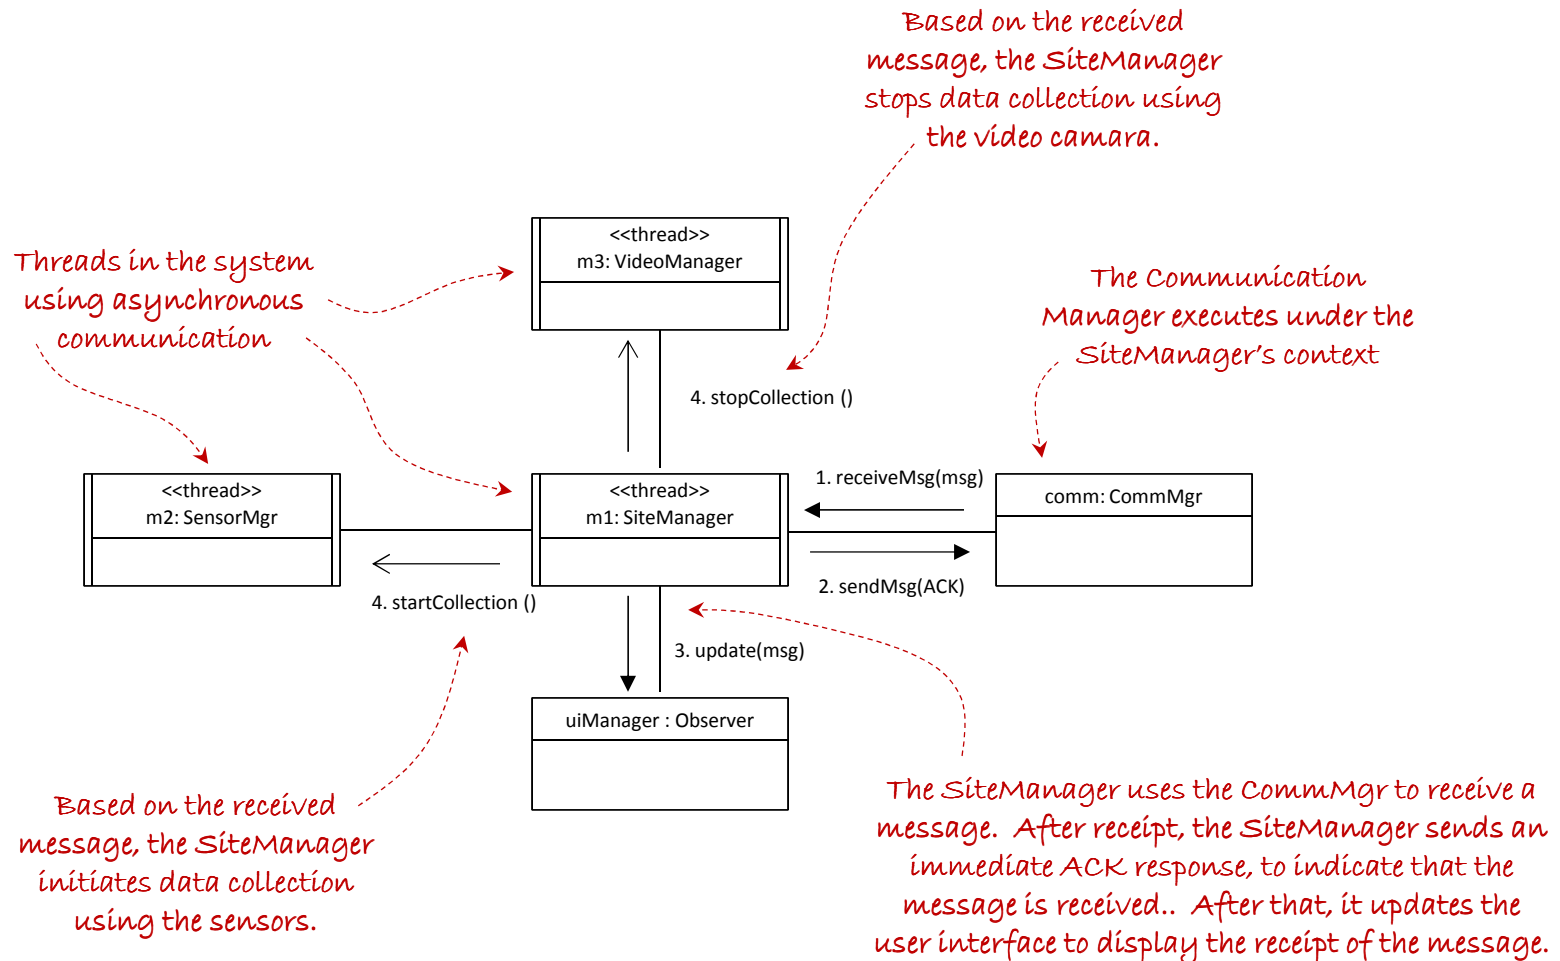 Based on the received
message, the SiteManager
stops data collection using
the video camara.
<<thread>>
m3: VideoManager
Threads in the system
using asynchronous
communication
The Communication
Manager executes under the
SiteManager's context
4. stopCollection ()
<<thread>>
m2: SensorMgr
<<thread>>
m1: SiteManager
1. receiveMsg(msg)
comm: CommMgr
2. sendMsg(ACK)
4. startCollection ()
3. update(msg)
uiManager : Observer
Based on the received
message, the SiteManager
initiates data collection
using the sensors.
The SiteManager uses the CommMgr to receive a
message. After receipt, the SiteManager sends an
immediate ACK response, to indicate that the
message is received.. After that, it updates the
user interface to display the receipt of the message.